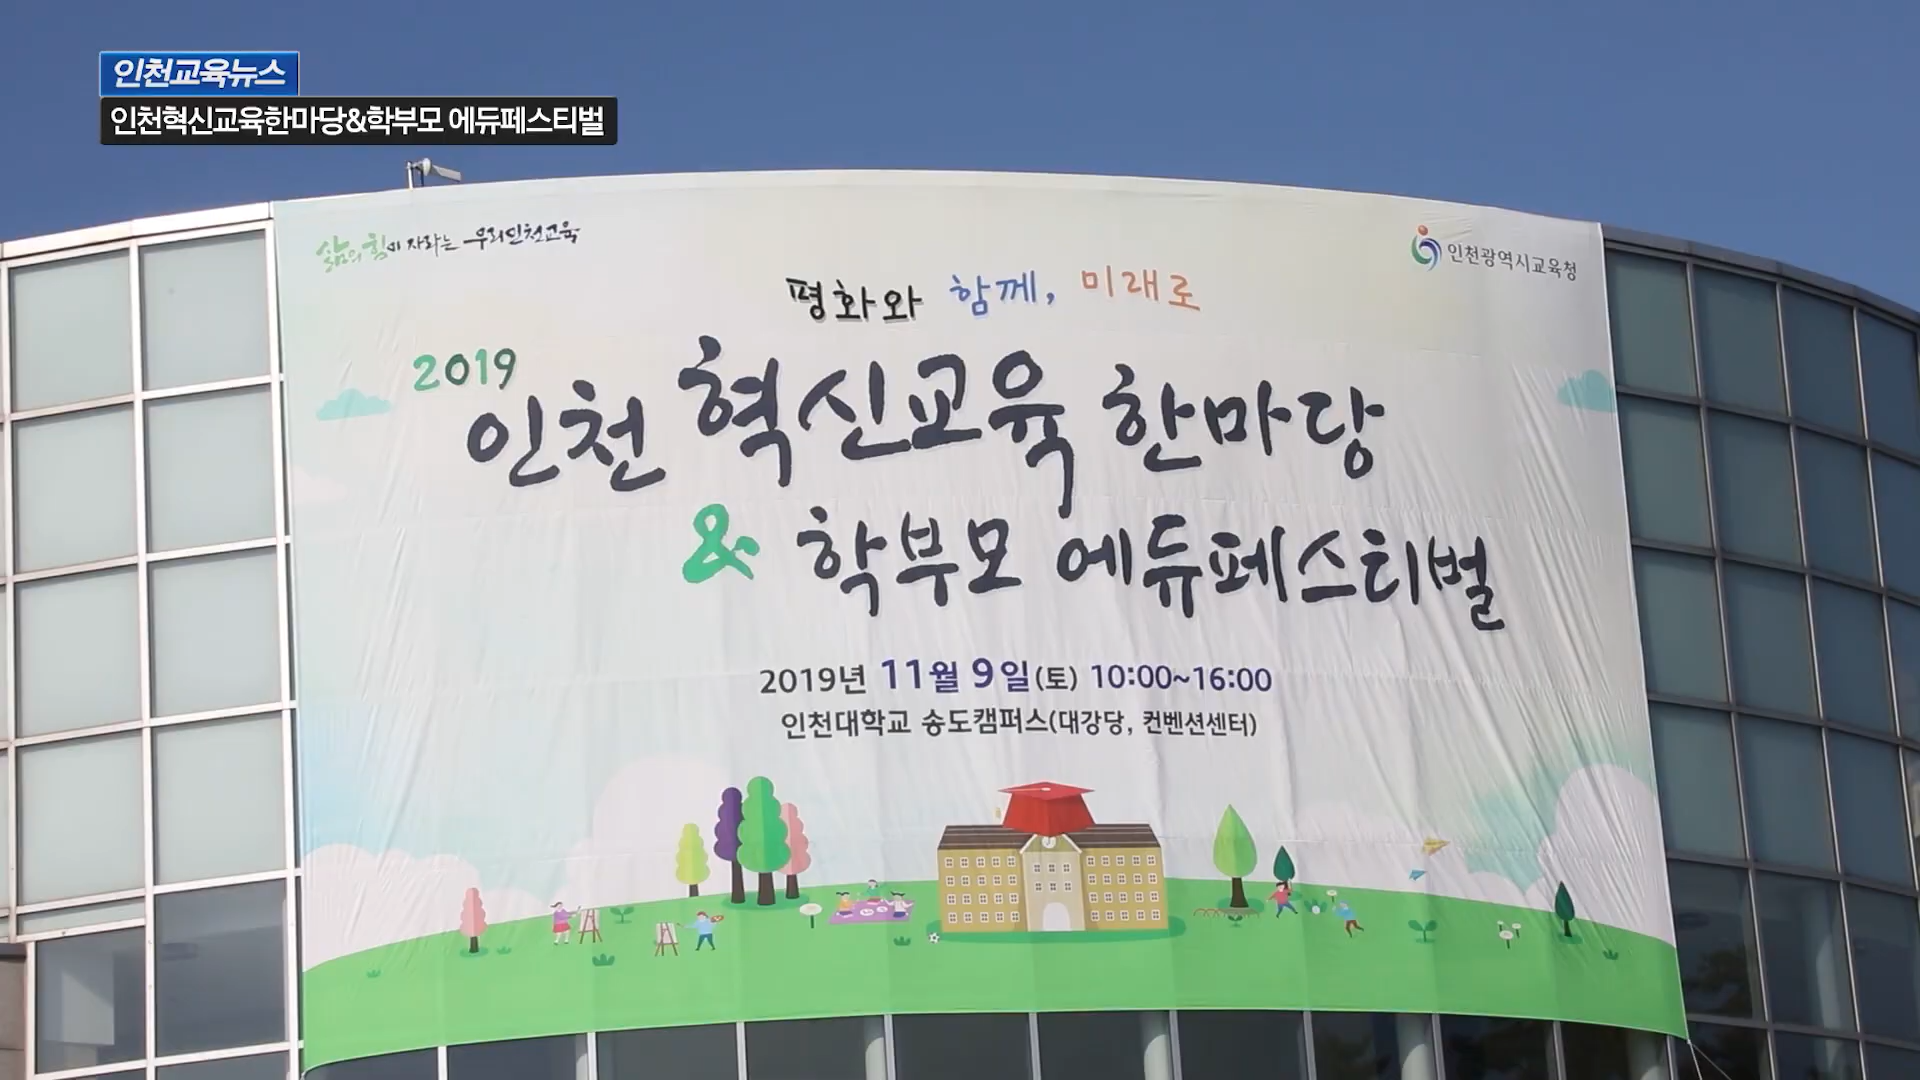 인천교육뉴스
인천혁신교육한마당&학부모 에듀페스티벌
삶의 힘이 자라는 우리인천교육
인천광역시교육청
평화와 함께, 미래로
2019
인천 혁신교육 한마당
& 학부모 에듀페스티벌
2019년 11월 9일(토) 10:00~16:00
인천대학교 송도캠퍼스(대강당, 컨벤션센터)